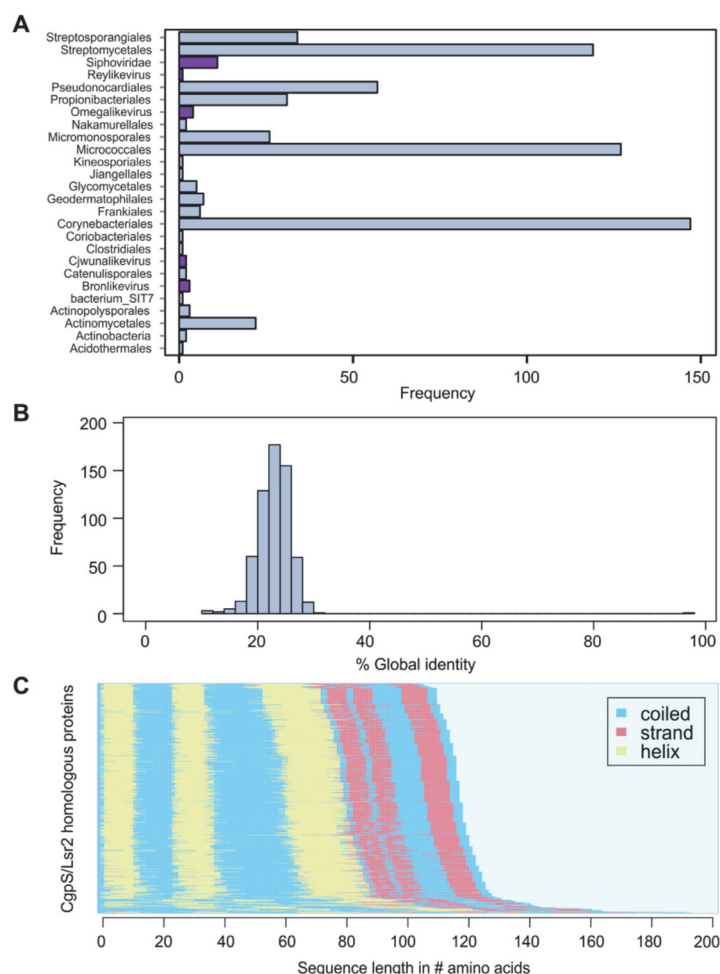 A
Streptosporangiales
Streptomycetales
Siphoviridae
Reylikevirus
Pseudonocardiales
Propionibacteriales
Omegalikevirus
Nakamurellales
Micromonosporales
Micrococcales
Kineosporiales
Jiangellales
Glycomycetales
Geodermatophilales
Frankiales
Corynebacteriales
Coriobacteriales
Clostridiales
Cjwunalikevirus
Catenulisporales
Bronlikevirus
bacterium_SIT7
Actinopolysporales
Actinomycetales
Actinobacteria
Acidothermales
0 50 100 150
Frequency
B
Frequency
200
150
100
50
0
0 20 40 60 80 100
% Global identity
C
CgpS/Lsr2 homologous proteins
coiled
strand
helix
0 20 40 60 80 100 120 140 160 180 200
Sequence length in # amino acids